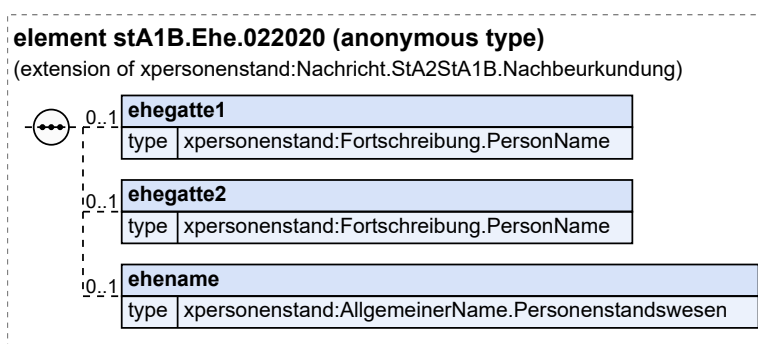 element stA1B.Ehe.022020 (anonymous type)
(extension of xpersonenstand:Nachricht.StA2StA1B.Nachbeurkundung)
0..1 ehegatte1
type xpersonenstand:Fortschreibung.PersonName
0..1 ehegatte2
type xpersonenstand:Fortschreibung.PersonName
0..1 ehename
type xpersonenstand:AllgemeinerName.Personenstandswesen